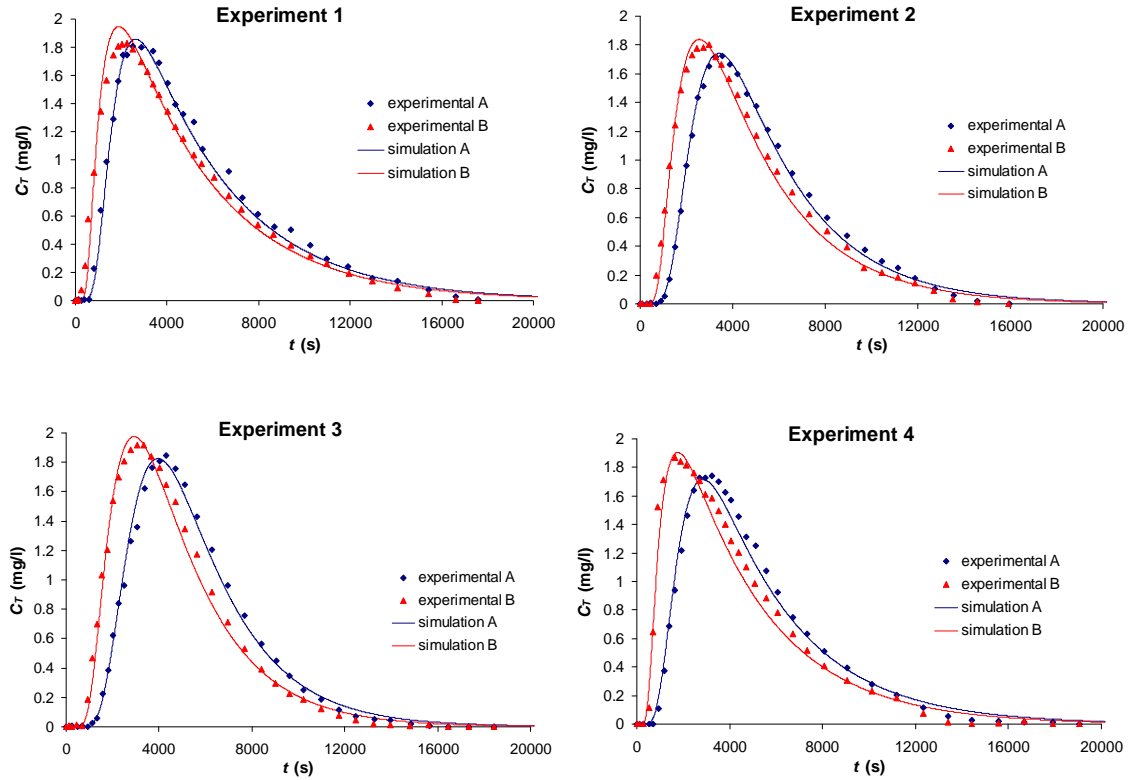 Experiment 1
2
1.8
1.6
1.4
1.2
1
0.8
0.6
0.4
0.2
0
C_T (mg/l)
experimental A
experimental B
simulation A
simulation B
0 4000 8000 12000 16000 20000
t (s)
Experiment 2
2
1.8
1.6
1.4
1.2
1
0.8
0.6
0.4
0.2
0
C_T (mg/l)
experimental A
experimental B
simulation A
simulation B
0 4000 8000 12000 16000 20000
t (s)
Experiment 3
2
1.8
1.6
1.4
1.2
1
0.8
0.6
0.4
0.2
0
C_T (mg/l)
experimental A
experimental B
simulation A
simulation B
0 4000 8000 12000 16000 20000
t (s)
Experiment 4
2
1.8
1.6
1.4
1.2
1
0.8
0.6
0.4
0.2
0
C_T (mg/l)
experimental A
experimental B
simulation A
simulation B
0 4000 8000 12000 16000 20000
t (s)